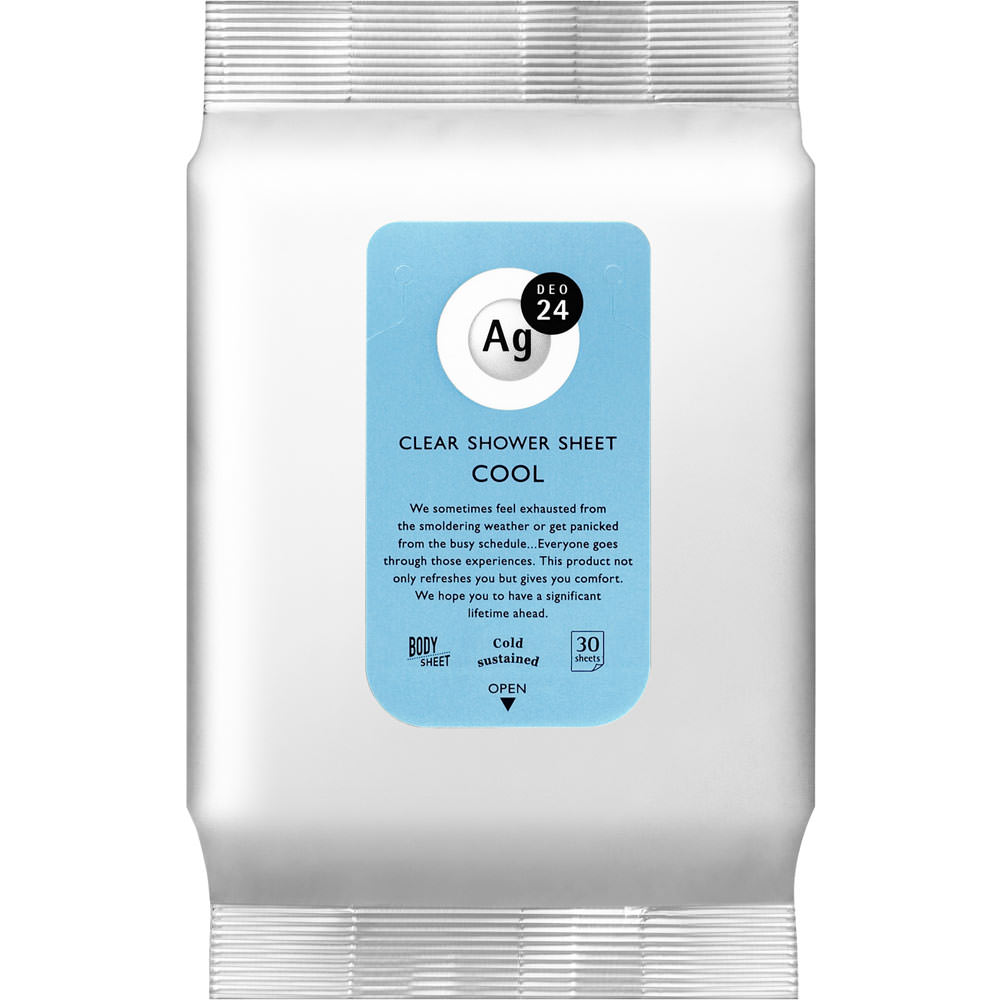 DEO
24
Ag
CLEAR SHOWER SHEET
COOL
We sometimes feel exhausted from
the smoldering weather or get panicked
from the busy schedule...Everyone goes
through those experiences. This product not
only refreshes you but gives you comfort.
We hope you to have a significant
lifetime ahead.
BODY
SHEET
Cold
sustained
30
sheets
OPEN